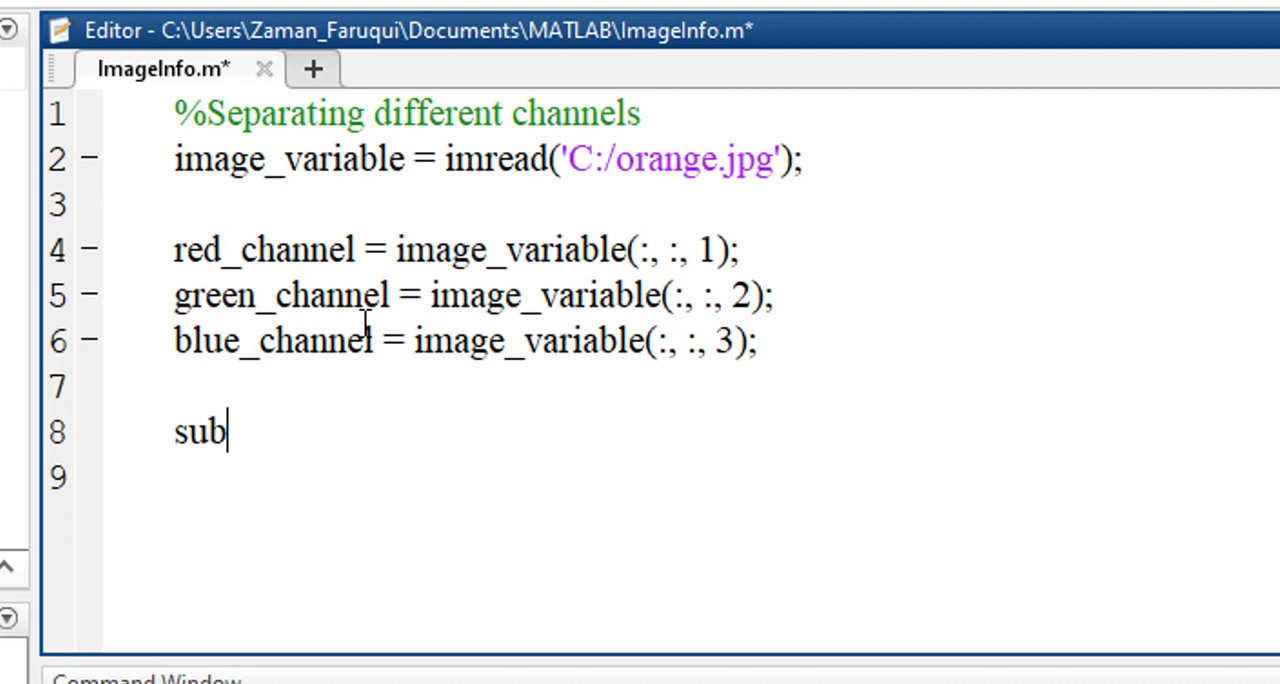 Editor - C:\Users\Zaman_Faruqui\Documents\MATLAB\ImageInfo.m*
ImageInfo.m* × +
1 %Separating different channels
2 – image_variable = imread('C:/orange.jpg');
3
4 – red_channel = image_variable(:, :, 1);
5 – green_channel = image_variable(:, :, 2);
6 – blue_channel = image_variable(:, :, 3);
7
8 sub
9
Command Window